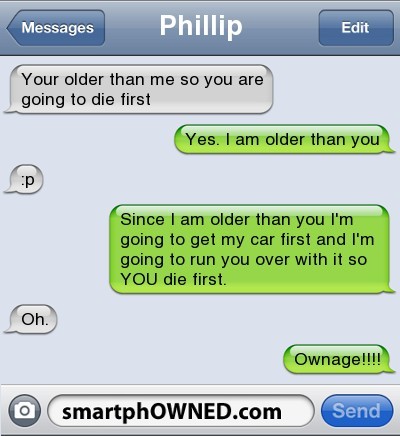 Messages
Phillip
Edit
Your older than me so you are
going to die first
Yes. I am older than you
:p
Since I am older than you I'm
going to get my car first and I'm
going to run you over with it so
YOU die first.
Oh.
Ownage!!!!
smartphOWNED.com
Send